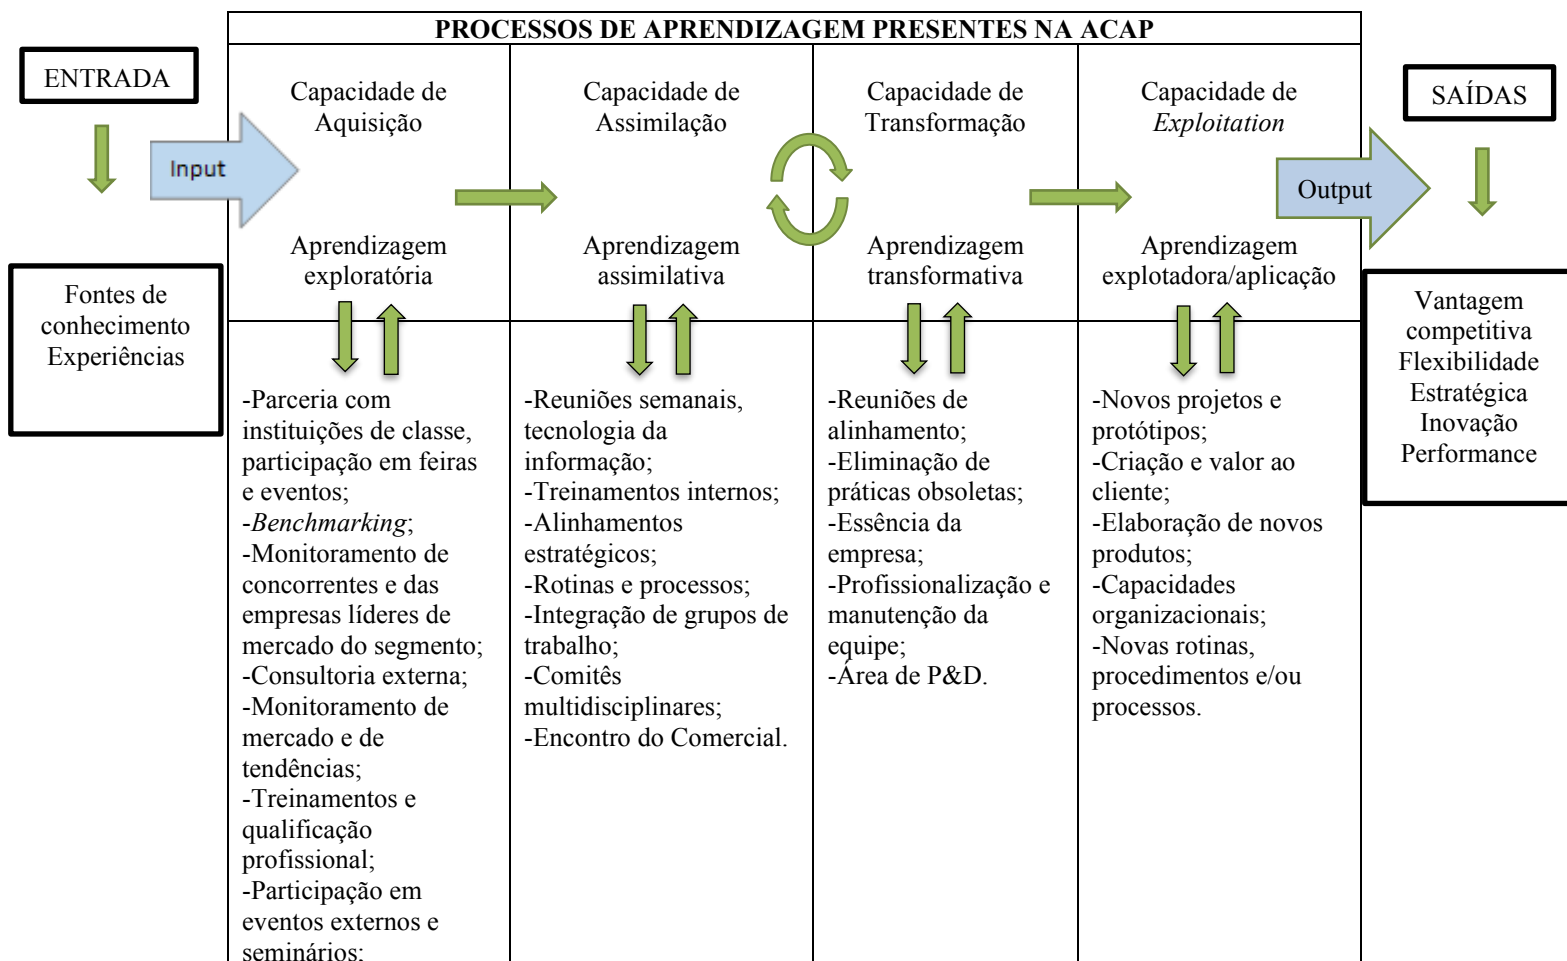 PROCESSOS DE APRENDIZAGEM PRESENTES NA ACAP
ENTRADA
Input
Fontes de
conhecimento
Experiências
Capacidade de
Aquisição
Aprendizagem
exploratória
-Parceria com
instituições de classe,
participação em feiras
e eventos;
-Benchmarking;
-Monitoramento de
concorrentes e das
empresas líderes de
mercado do segmento;
-Consultoria externa;
-Monitoramento de
mercado e de
tendências;
-Treinamentos e
qualificação
profissional;
-Participação em
eventos externos e
seminários;
Capacidade de
Assimilação
Aprendizagem
assimilativa
-Reuniões semanais,
tecnologia da
informação;
-Treinamentos internos;
-Alinhamentos
estratégicos;
-Rotinas e processos;
-Integração de grupos de
trabalho;
-Comitês
multidisciplinares;
-Encontro do Comercial.
Capacidade de
Transformação
Aprendizagem
transformativa
-Reuniões de
alinhamento;
-Eliminação de
práticas obsoletas;
-Essência da
empresa;
-Profissionalização e
manutenção da
equipe;
-Área de P&D.
Capacidade de
Exploitation
Aprendizagem
explotadora/aplicação
-Novos projetos e
protótipos;
-Criação e valor ao
cliente;
-Elaboração de novos
produtos;
-Capacidades
organizacionais;
-Novas rotinas,
procedimentos e/ou
processos.
Output
SAÍDAS
Vantagem
competitiva
Flexibilidade
Estratégica
Inovação
Performance